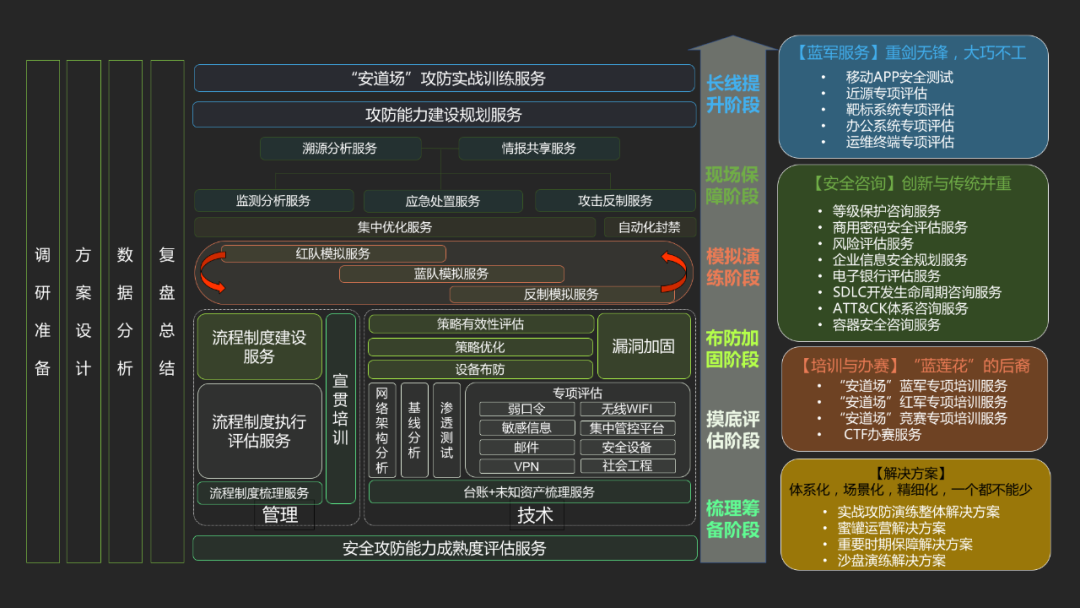 调研准备
方案设计
数据分析
复盘总结
“安道场”攻防实战训练服务
攻防能力建设规划服务
溯源分析服务
情报共享服务
监测分析服务
应急处置服务
攻击反制服务
集中优化服务
自动化封禁
红队模拟服务
蓝队模拟服务
反制模拟服务
流程制度建设
服务
流程制度执行
评估服务
流程制度梳理服务
宣贯培训
管理
策略有效性评估
策略优化
设备布防
漏洞加固
网络架构分析
基线分析
渗透测试
专项评估
弱口令
无线WIFI
敏感信息
集中管控平台
邮件
安全设备
VPN
社会工程
台账+未知资产梳理服务
技术
安全攻防能力成熟度评估服务
长线提
升阶段
现场保
障阶段
模拟演
练阶段
布防加
固阶段
摸底评
估阶段
梳理筹
备阶段
【蓝军服务】重剑无锋，大巧不工
• 移动APP安全测试
• 近源专项评估
• 靶标系统专项评估
• 办公系统专项评估
• 运维终端专项评估
【安全咨询】创新与传统并重
• 等级保护咨询服务
• 商用密码安全评估服务
• 风险评估服务
• 企业信息安全规划服务
• 电子银行评估服务
• SDLC开发生命周期咨询服务
• ATT&CK体系咨询服务
• 容器安全咨询服务
【培训与办赛】“蓝莲花”的后裔
• “安道场”蓝军专项培训服务
• “安道场”红军专项培训服务
• “安道场”竞赛专项培训服务
• CTF办赛服务
【解决方案】
体系化，场景化，精细化，一个都不能少
• 实战攻防演练整体解决方案
• 蜜罐运营解决方案
• 重要时期保障解决方案
• 沙盘演练解决方案